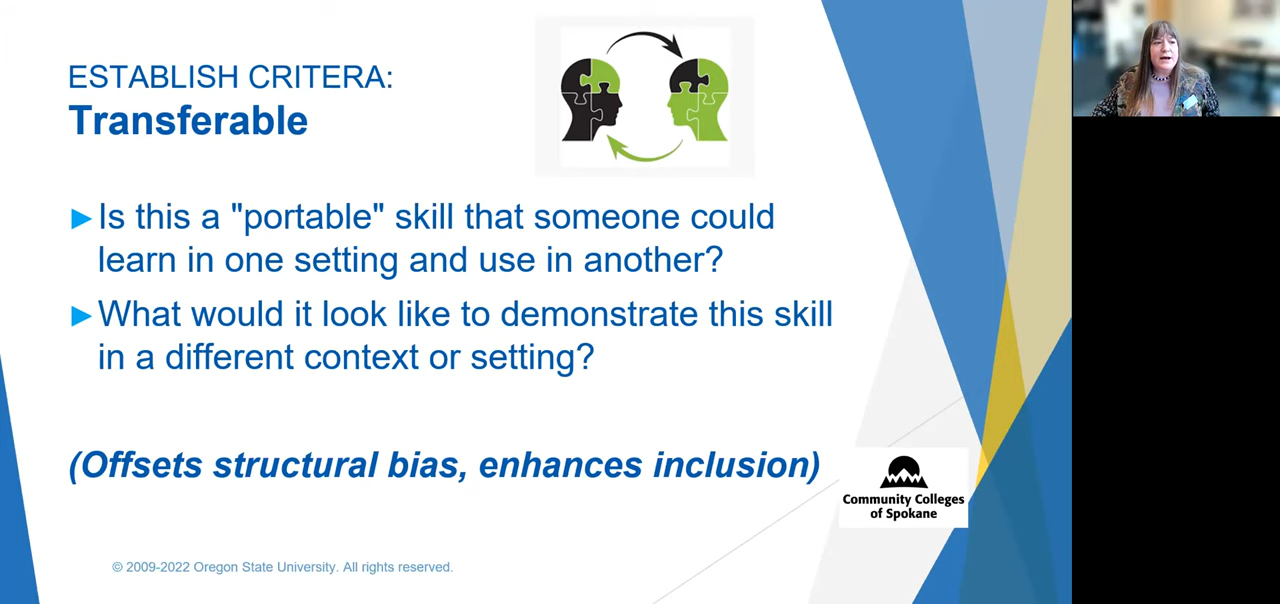 ESTABLISH CRITERA:
Transferable
Is this a "portable" skill that someone could
learn in one setting and use in another?
What would it look like to demonstrate this skill
in a different context or setting?
(Offsets structural bias, enhances inclusion)
Community Colleges
of Spokane
© 2009-2022 Oregon State University. All rights reserved.